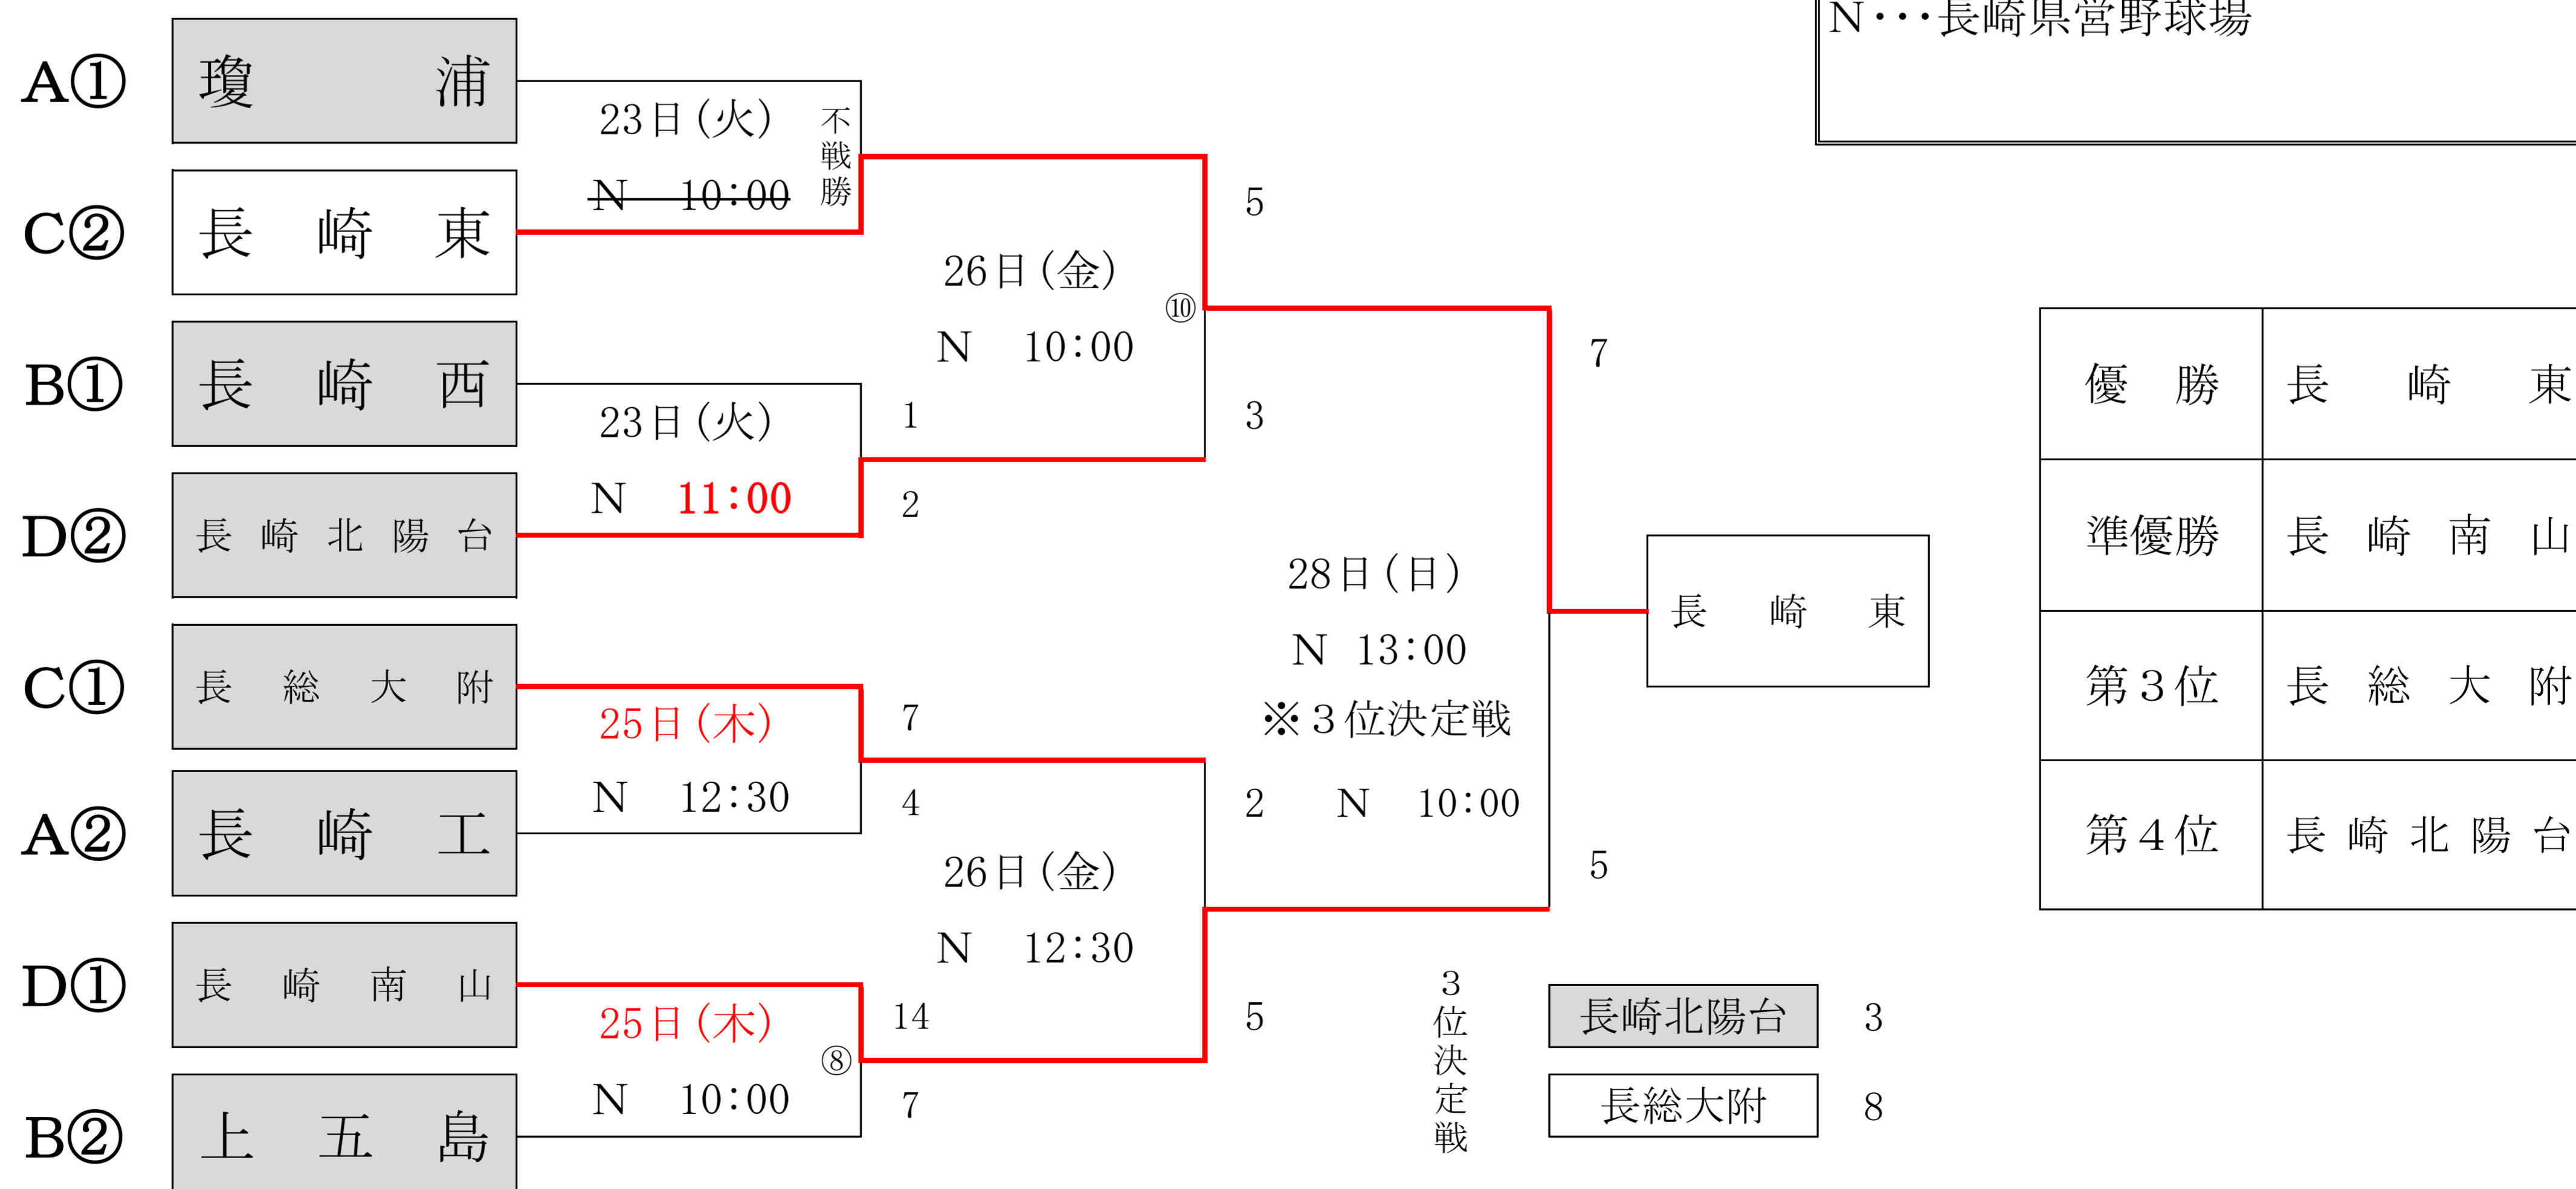 N・・・長崎県営野球場
A① 瓊浦
23日(火) 不戦勝
N 10:00
C② 長崎東
5
26日(金)
⑩
N 10:00
7
B① 長崎西
23日(火) 1 3
N 11:00
D② 長崎北陽台 2
28日(日)
N 13:00
※3位決定戦
2 N 10:00
長崎東
C① 長総大附
25日(木) 7
N 12:30 4
A② 長崎工
26日(金) 5
N 12:30
D① 長崎南山
25日(木) 14 5
⑧
N 10:00 7
B② 上五島
優勝 長崎東
準優勝 長崎南山
第3位 長総大附
第4位 長崎北陽台
3位決定戦
長崎北陽台 3
長総大附 8